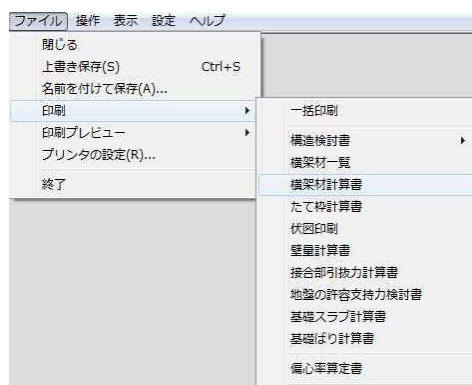 ファイル 操作 表示 設定 ヘルプ
閉じる
上書き保存(S) Ctrl+S
名前を付けて保存(A)...
印刷
印刷プレビュー
プリンタの設定(R)...
終了
一括印刷
構造検討書
横架材一覧
横架材計算書
たて枠計算書
伏図印刷
壁量計算書
接合部引抜力計算書
地盤の許容支持力検討書
基礎スラブ計算書
基礎ばり計算書
偏心率算定書